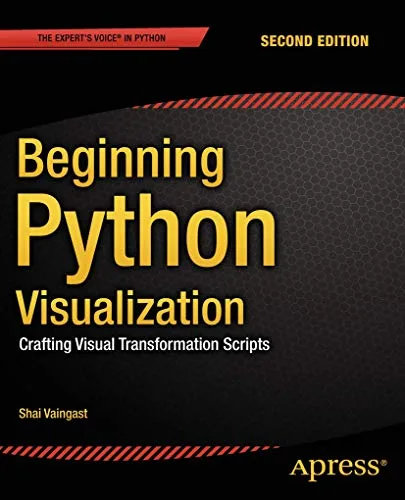 THE EXPERT'S VOICE® IN PYTHON
SECOND EDITION
Beginning
Python
Visualization
Crafting Visual Transformation Scripts
Shai Vaingast
Apress®